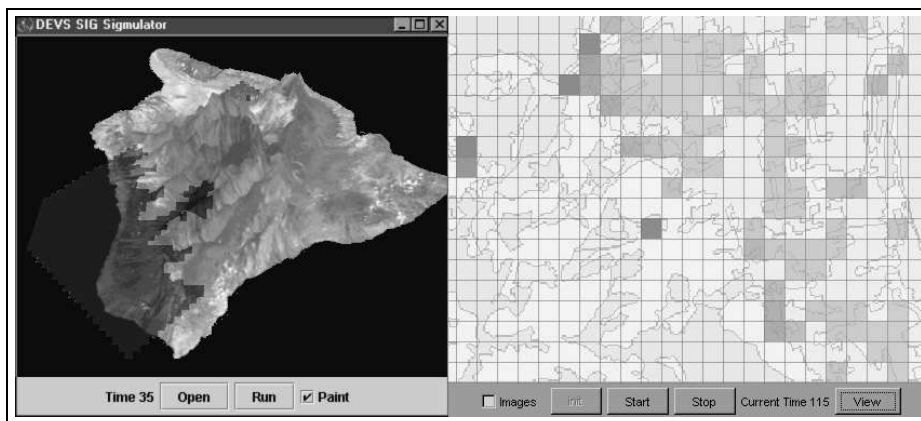 DEVS SIG Sigmulator
Time 35 Open Run Paint
Images Init Start Stop Current Time 115 View